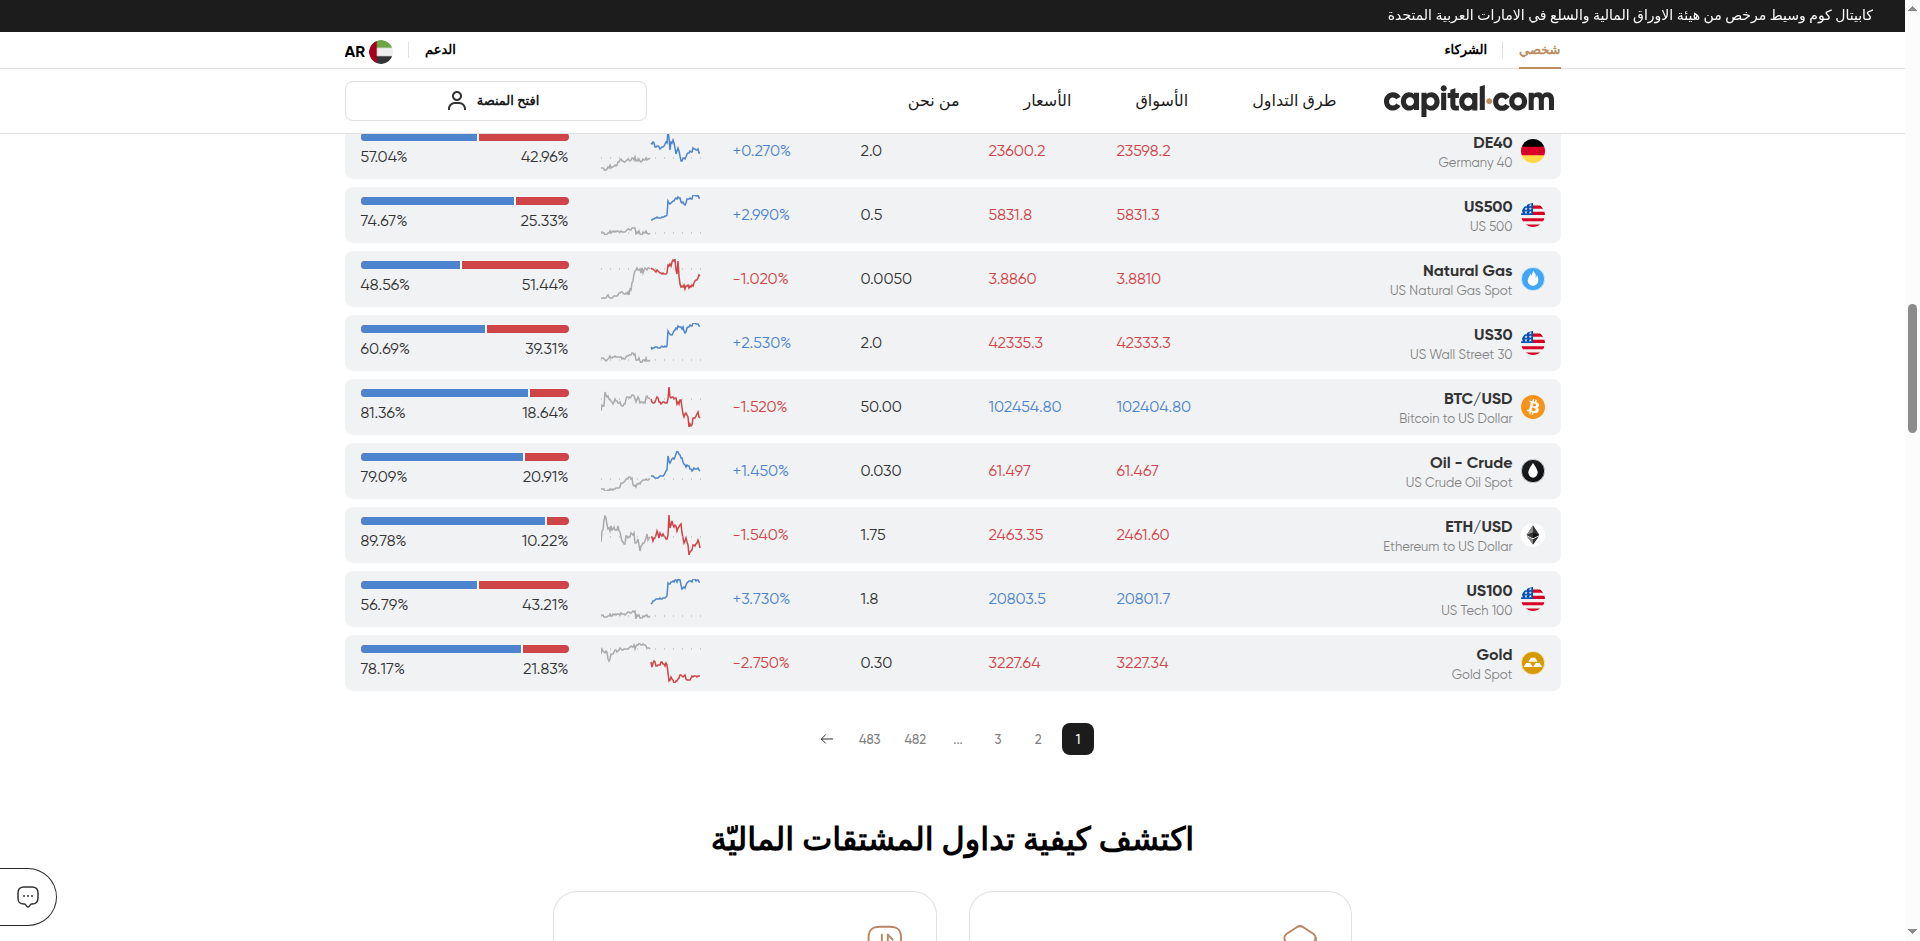 كابيتال كوم وسيط مرخص من هيئة الاوراق المالية والسلع في الامارات العربية المتحدة
شخصي
الشركاء
الدعم
AR
capital.com
طرق التداول
الأسواق
الأسعار
من نحن
افتح المنصة
DE40
Germany 40
23598.2
23600.2
2.0
+0.270%
42.96%
57.04%
US500
US 500
5831.3
5831.8
0.5
+2.990%
25.33%
74.67%
Natural Gas
US Natural Gas Spot
3.8810
3.8860
0.0050
-1.020%
51.44%
48.56%
US30
US Wall Street 30
42333.3
42335.3
2.0
+2.530%
39.31%
60.69%
BTC/USD
Bitcoin to US Dollar
102404.80
102454.80
50.00
-1.520%
18.64%
81.36%
Oil - Crude
US Crude Oil Spot
61.467
61.497
0.030
+1.450%
20.91%
79.09%
ETH/USD
Ethereum to US Dollar
2461.60
2463.35
1.75
-1.540%
10.22%
89.78%
US100
US Tech 100
20801.7
20803.5
1.8
+3.730%
43.21%
56.79%
Gold
Gold Spot
3227.34
3227.64
0.30
-2.750%
21.83%
78.17%
1
2
3
...
482
483
اكتشف كيفية تداول المشتقات الماليّة